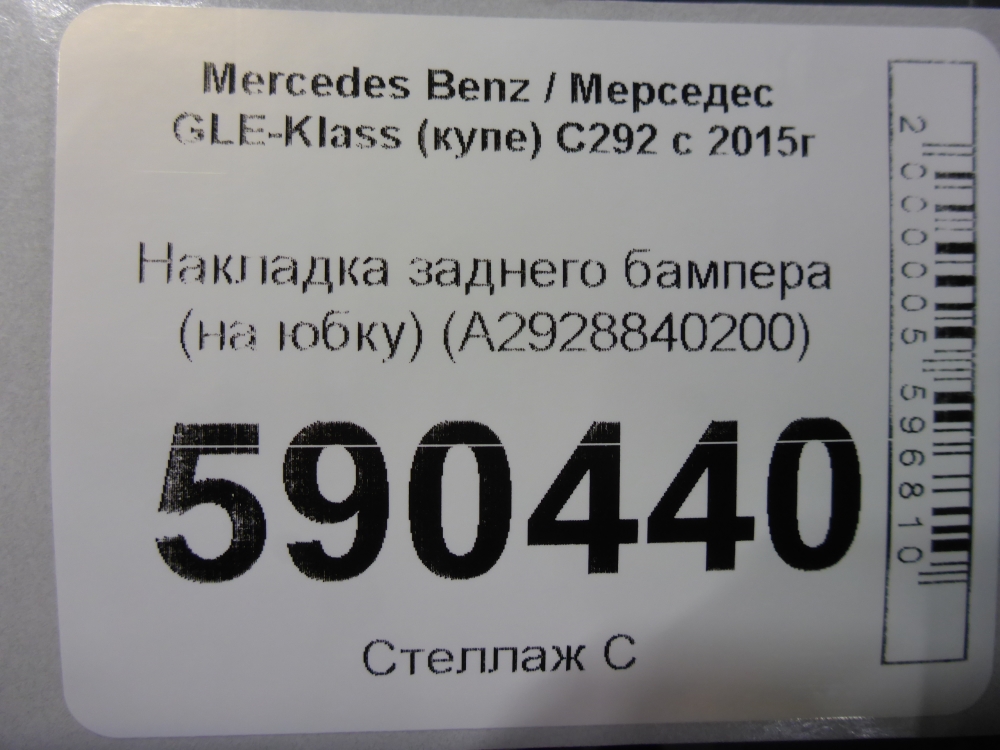 Mercedes Benz / Мерседес
GLE-Klass (купе) C292 с 2015г
Накладка заднего бампера
(на юбку) (A2928840200)
590440
Стеллаж С
2000005596810